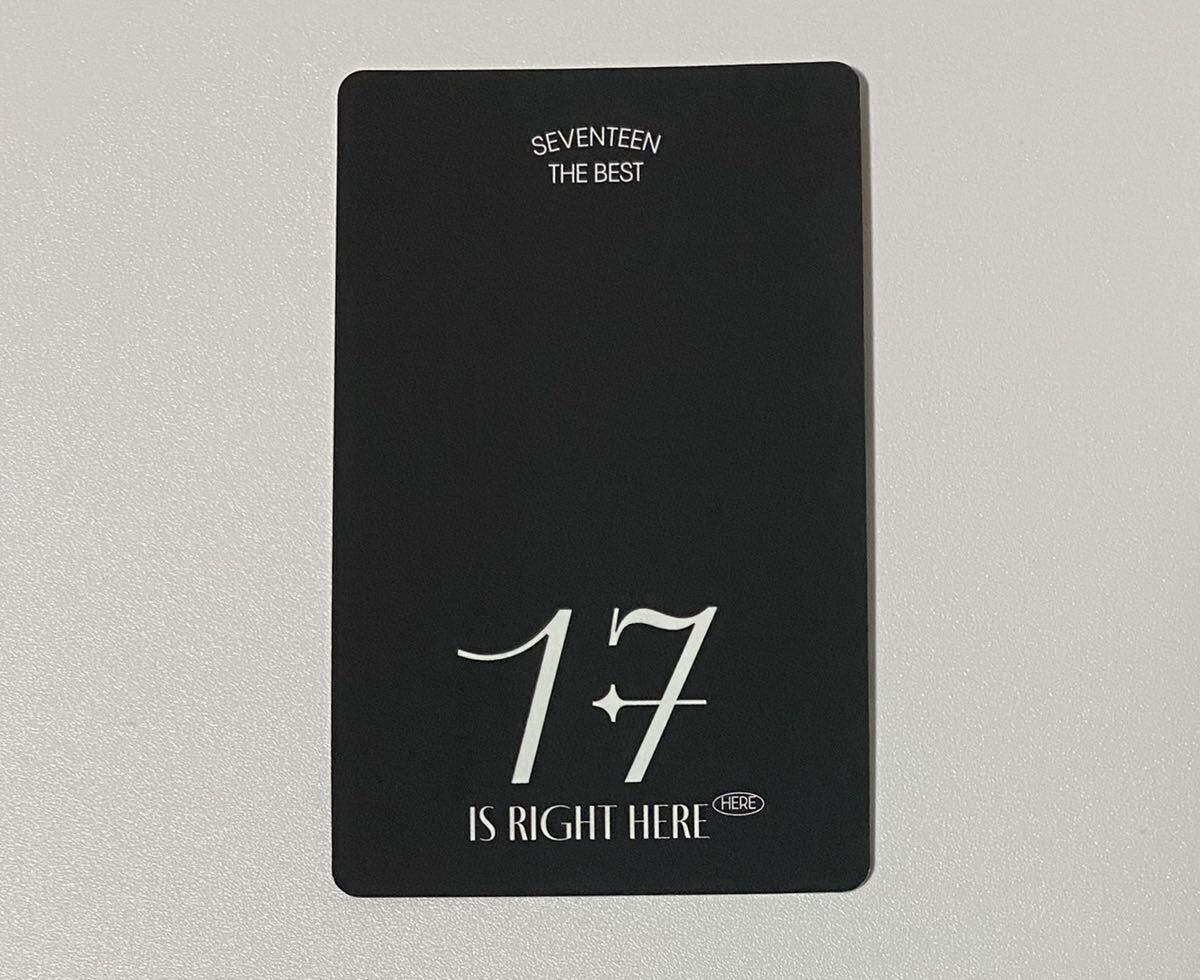 SEVENTEEN
THE BEST
17
IS RIGHT HERE HERE